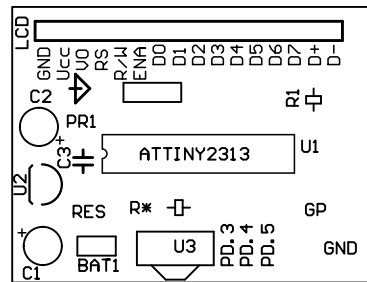 LCD
GND Vcc VO RS R/W ENA D0 D1 D2 D3 D4 D5 D6 D7 D+ D-
C2
PR1
R1
+
C3
ATTINY2313
U1
U2
RES
R*
GP
+
C1
BAT1
U3
PD.3 PD.4 PD.5
GND